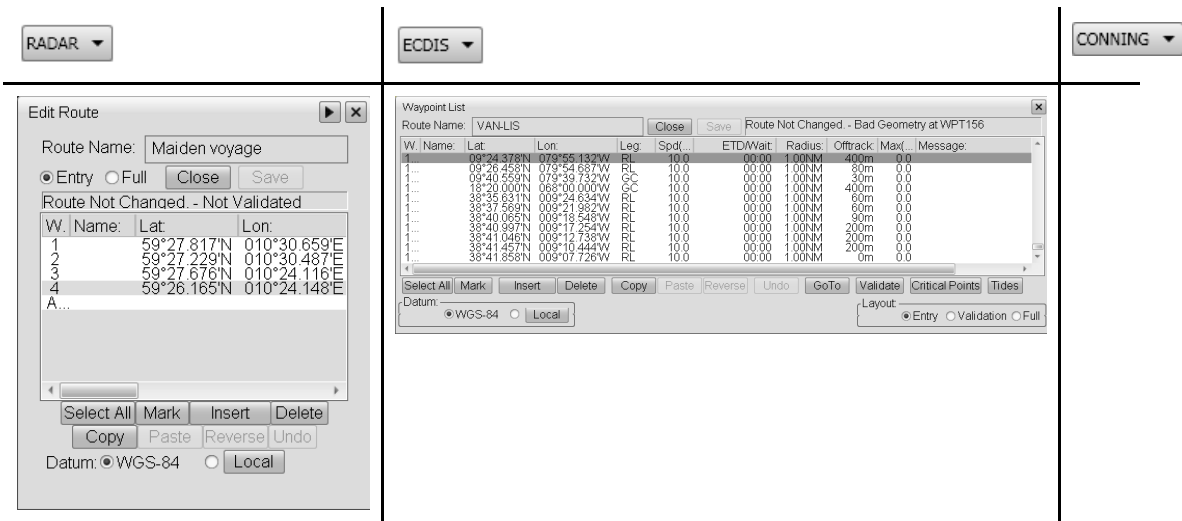 RADAR
ECDIS
CONNING
Edit Route
Route Name: Maiden voyage
Entry Full Close Save
Route Not Changed. - Not Validated
W. Name: Lat: Lon:
1 59°27.817'N 010°30.659'E
2 59°27.229'N 010°30.487'E
3 59°27.676'N 010°24.116'E
4 59°26.165'N 010°24.148'E
A...
Select All Mark Insert Delete
Copy Paste Reverse Undo
Datum: WGS-84 Local
Waypoint List
Route Name: VAN-LIS Close Save Route Not Changed. - Bad Geometry at WPT156
W. Name: Lat: Lon: Leg: Spd(... ETD/Wait: Radius: Offtrack: Max(... Message:
1... 09°24.378'N 079°55.132'W RL 10.0 00:00 1.00NM 400m 0.0
1... 09°26.458'N 079°54.687'W RL 10.0 00:00 1.00NM 80m 0.0
1... 09°40.559'N 079°39.732'W GC 10.0 00:00 1.00NM 30m 0.0
1... 18°20.000'N 068°00.000'W GC 10.0 00:00 1.00NM 400m 0.0
1... 38°35.631'N 009°24.634'W RL 10.0 00:00 1.00NM 60m 0.0
1... 38°37.569'N 009°21.982'W RL 10.0 00:00 1.00NM 60m 0.0
1... 38°40.065'N 009°18.548'W RL 10.0 00:00 1.00NM 90m 0.0
1... 38°40.997'N 009°17.254'W RL 10.0 00:00 1.00NM 200m 0.0
1... 38°41.046'N 009°12.738'W RL 10.0 00:00 1.00NM 200m 0.0
1... 38°41.457'N 009°10.444'W RL 10.0 00:00 1.00NM 200m 0.0
1... 38°41.858'N 009°07.726'W RL 10.0 00:00 1.00NM 0m 0.0
Select All Mark Insert Delete Copy Paste Reverse Undo GoTo Validate Critical Points Tides
Datum: Layout:
WGS-84 Local Entry Validation Full